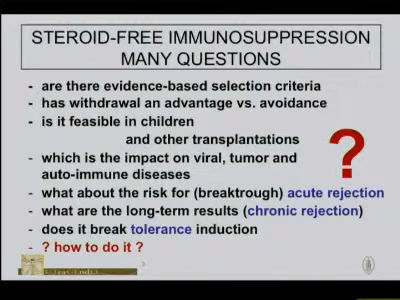 STEROID-FREE IMMUNOSUPPRESSION
MANY QUESTIONS
- are there evidence-based selection criteria
- has withdrawal an advantage vs. avoidance
- is it feasible in children
and other transplantations
- which is the impact on viral, tumor and
auto-immune diseases
- what about the risk for (breaktrough) acute rejection
- what are the long-term results (chronic rejection)
- does it break tolerance induction
- ? how to do it ?
?